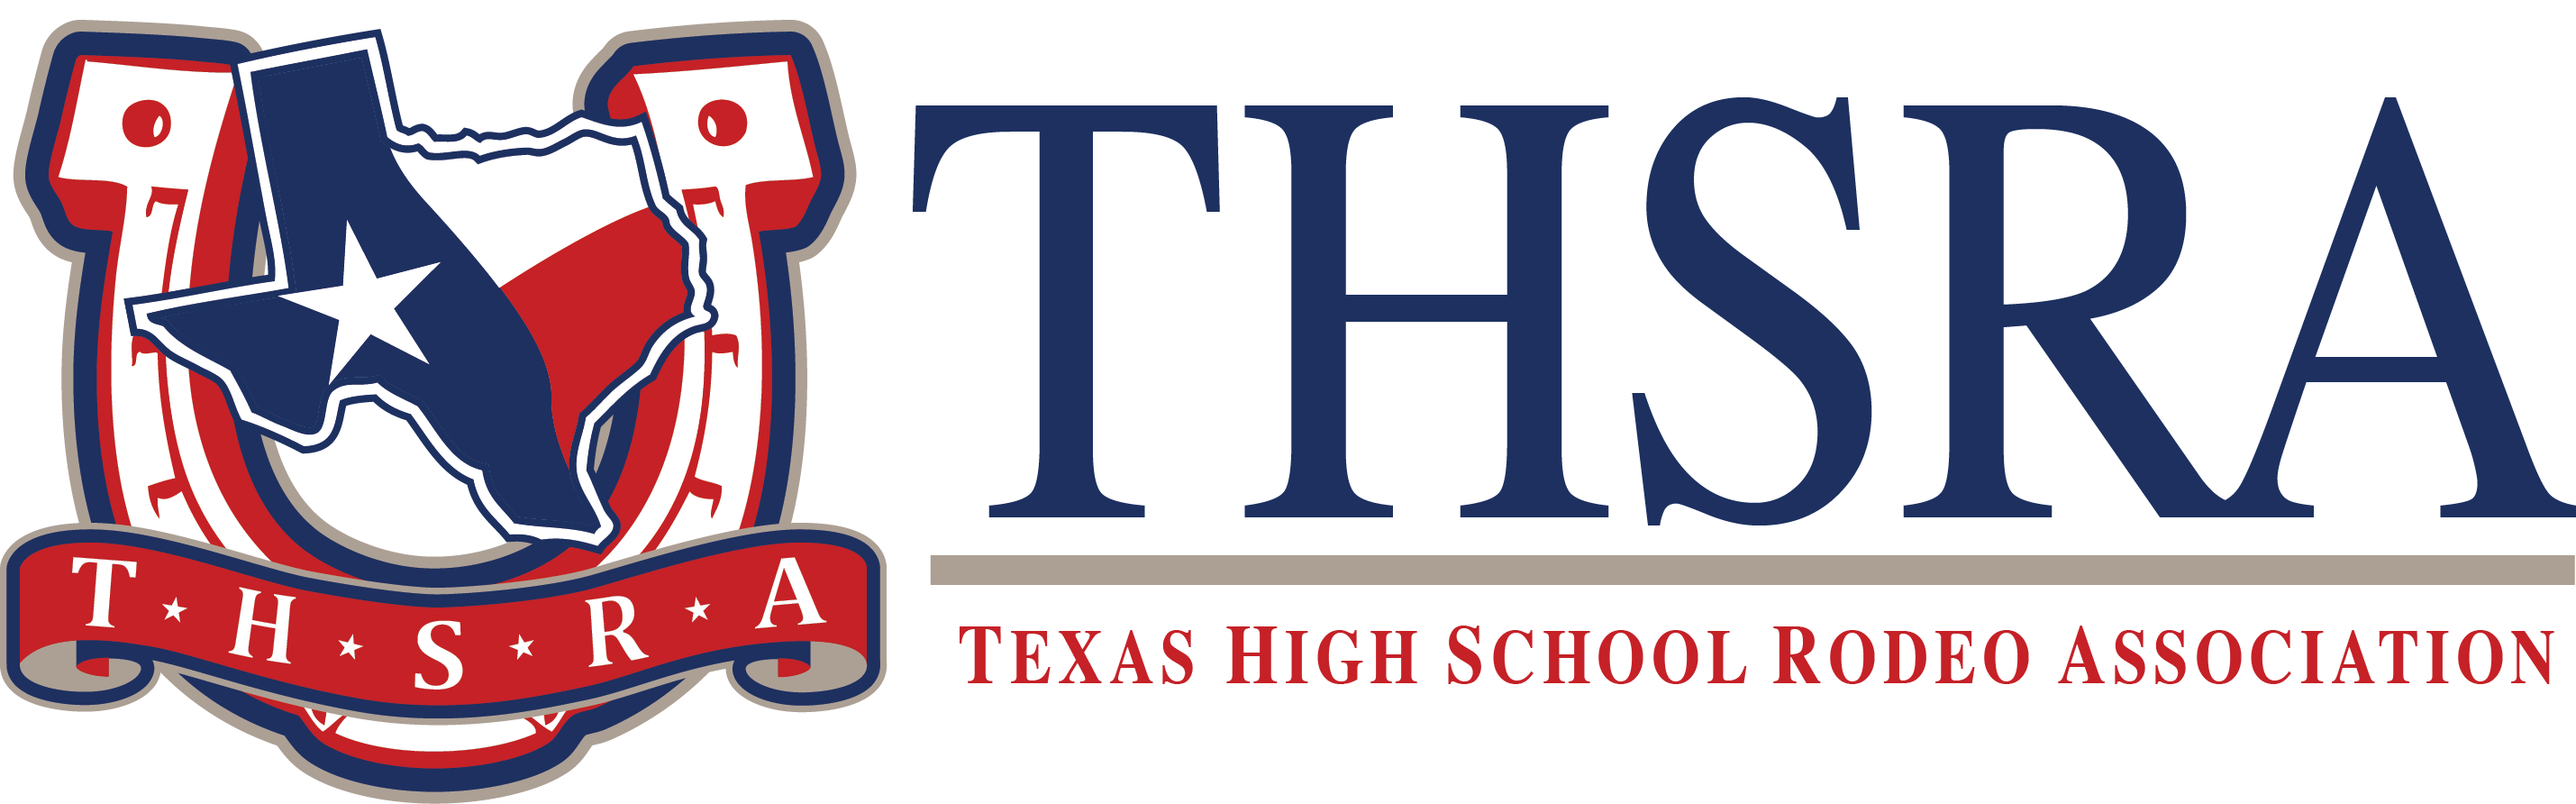 THSRA
TEXAS HIGH SCHOOL RODEO ASSOCIATION
T ★ H ★ S ★ R ★ A